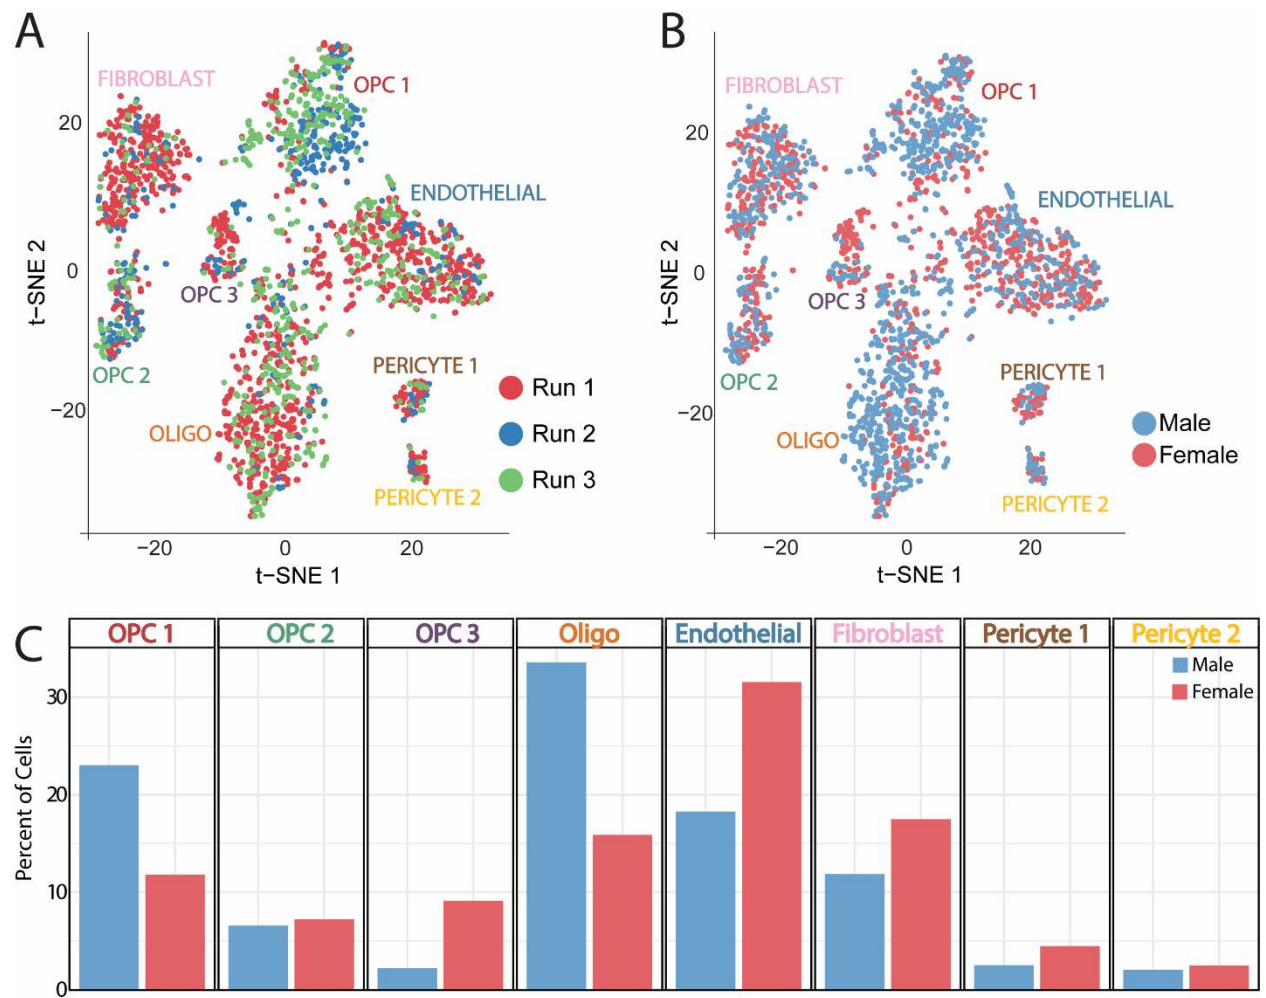 A
FIBROBLAST
OPC 1
ENDOTHELIAL
OPC 3
OPC 2
PERICYTE 1
OLIGO
PERICYTE 2
Run 1
Run 2
Run 3
20
0
−20
t−SNE 2
−20
0
20
t−SNE 1
B
FIBROBLAST
OPC 1
ENDOTHELIAL
OPC 3
OPC 2
PERICYTE 1
OLIGO
PERICYTE 2
Male
Female
20
0
−20
t−SNE 2
−20
0
20
t−SNE 1
C
OPC 1
OPC 2
OPC 3
Oligo
Endothelial
Fibroblast
Pericyte 1
Pericyte 2
Male
Female
30
20
10
0
Percent of Cells